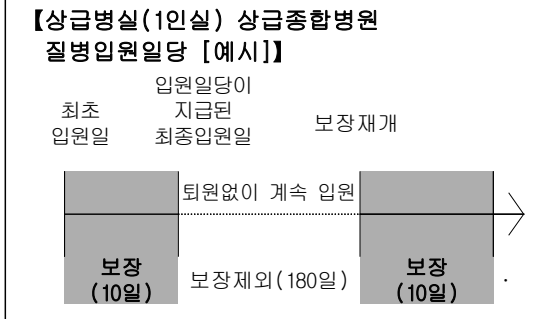 【상급병실(1인실) 상급종합병원
질병입원일당 [예시]】
최초
입원일
입원일당이
지급된
최종입원일
보장재개
퇴원없이 계속 입원
보장
(10일)
보장제외(180일)
보장
(10일)
.